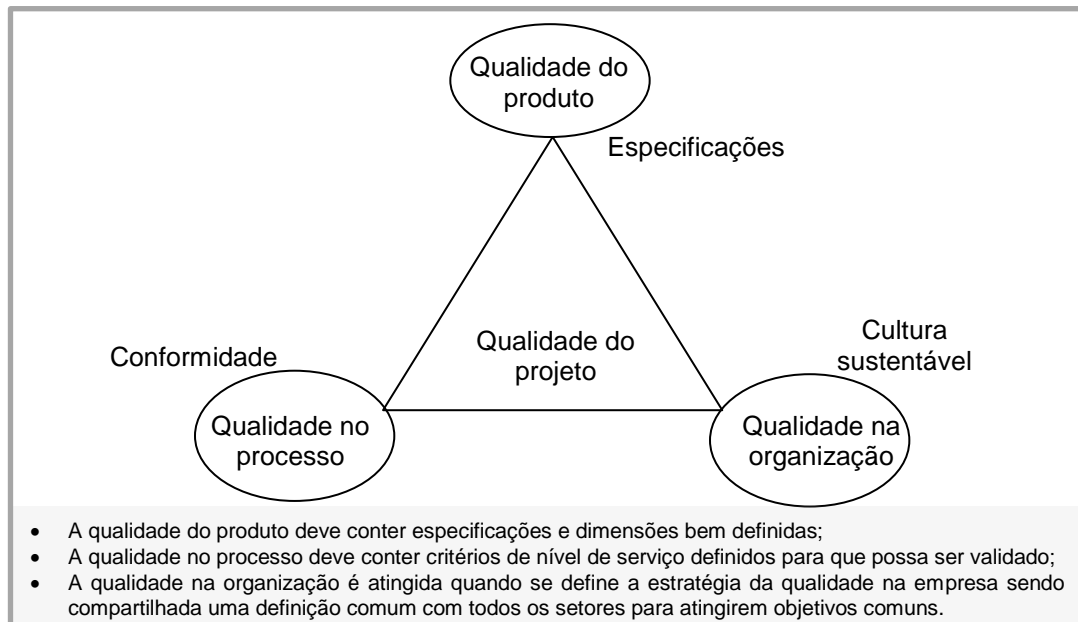 Qualidade do
produto
Especificações
Conformidade
Qualidade do
projeto
Cultura
sustentável
Qualidade no
processo
Qualidade na
organização
• A qualidade do produto deve conter especificações e dimensões bem definidas;
• A qualidade no processo deve conter critérios de nível de serviço definidos para que possa ser validado;
• A qualidade na organização é atingida quando se define a estratégia da qualidade na empresa sendo
compartilhada uma definição comum com todos os setores para atingirem objetivos comuns.